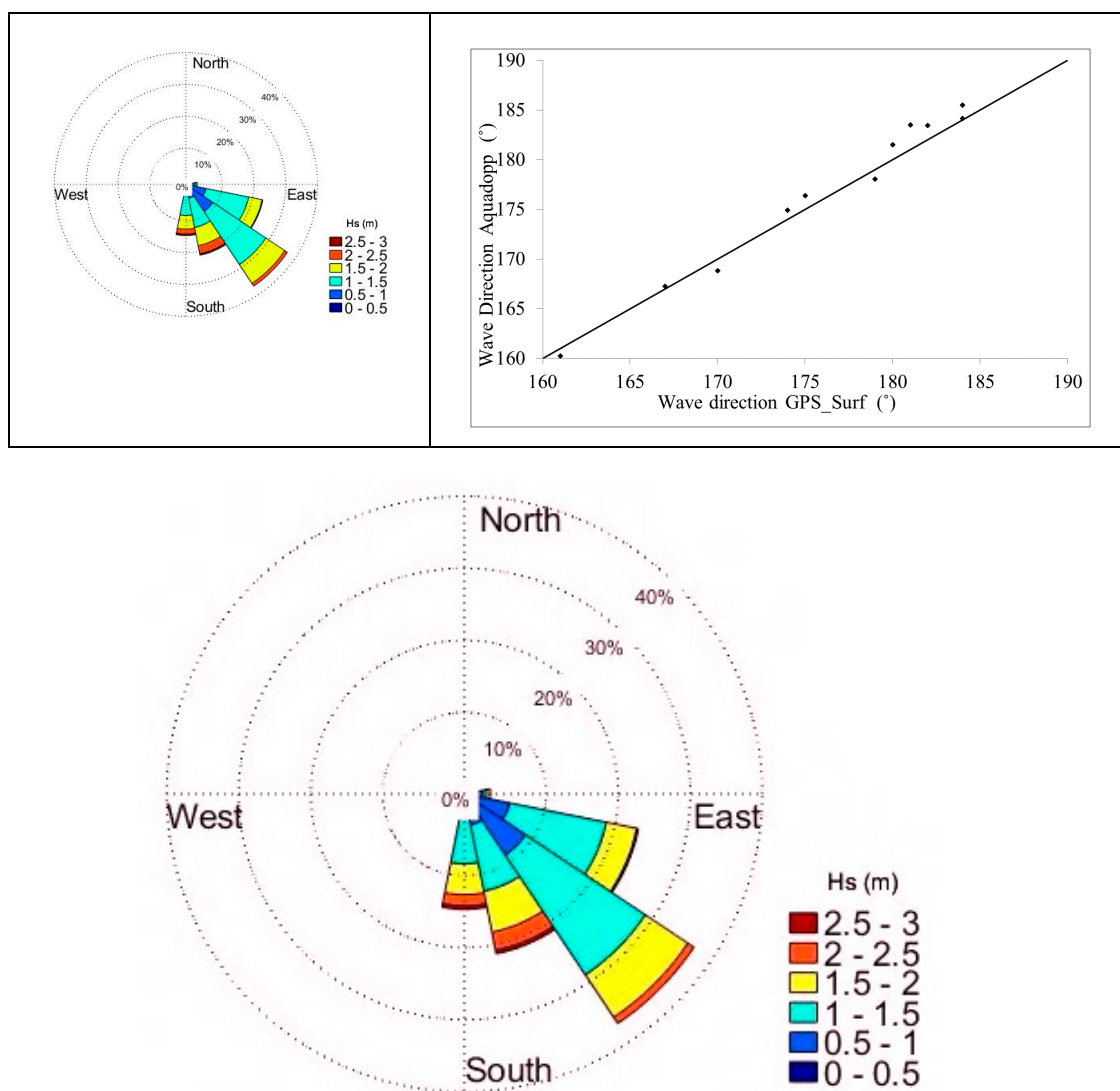 North
40%
30%
20%
10%
0%
West
East
South
Hs (m)
2.5 - 3
2 - 2.5
1.5 - 2
1 - 1.5
0.5 - 1
0 - 0.5
190
185
180
175
170
165
160
Wave Direction Aquadopp (°)
160 165 170 175 180 185 190
Wave direction GPS_Surf (°)
North
40%
30%
20%
10%
0%
West
East
South
Hs (m)
2.5 - 3
2 - 2.5
1.5 - 2
1 - 1.5
0.5 - 1
0 - 0.5